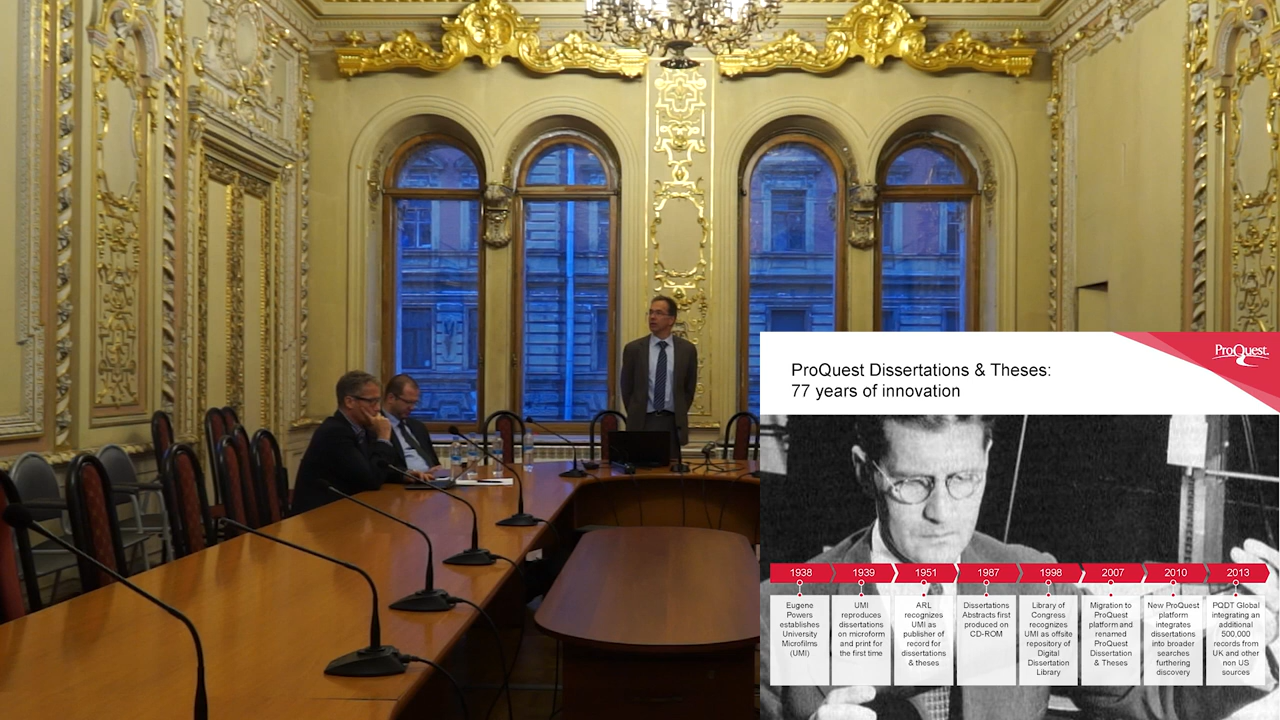 ProQuest
ProQuest Dissertations & Theses:
77 years of innovation
1938
Eugene
Powers
establishes
University
Microfilms
(UMI)
1939
UMI
reproduces
dissertations
on microform
and print for
the first time
1951
ARL
recognizes
UMI as
publisher of
record for
dissertations
& theses
1987
Dissertations
Abstracts first
produced on
CD-ROM
1998
Library of
Congress
recognizes
UMI as offsite
repository of
Digital
Dissertation
Library
2007
Migration to
ProQuest
platform and
renamed
ProQuest
Dissertation
& Theses
2010
New ProQuest
platform
integrates
dissertations
into broader
searches
furthering
discovery
2013
PQDT Global
integrating an
additional
500,000
records from
UK and other
non US
sources